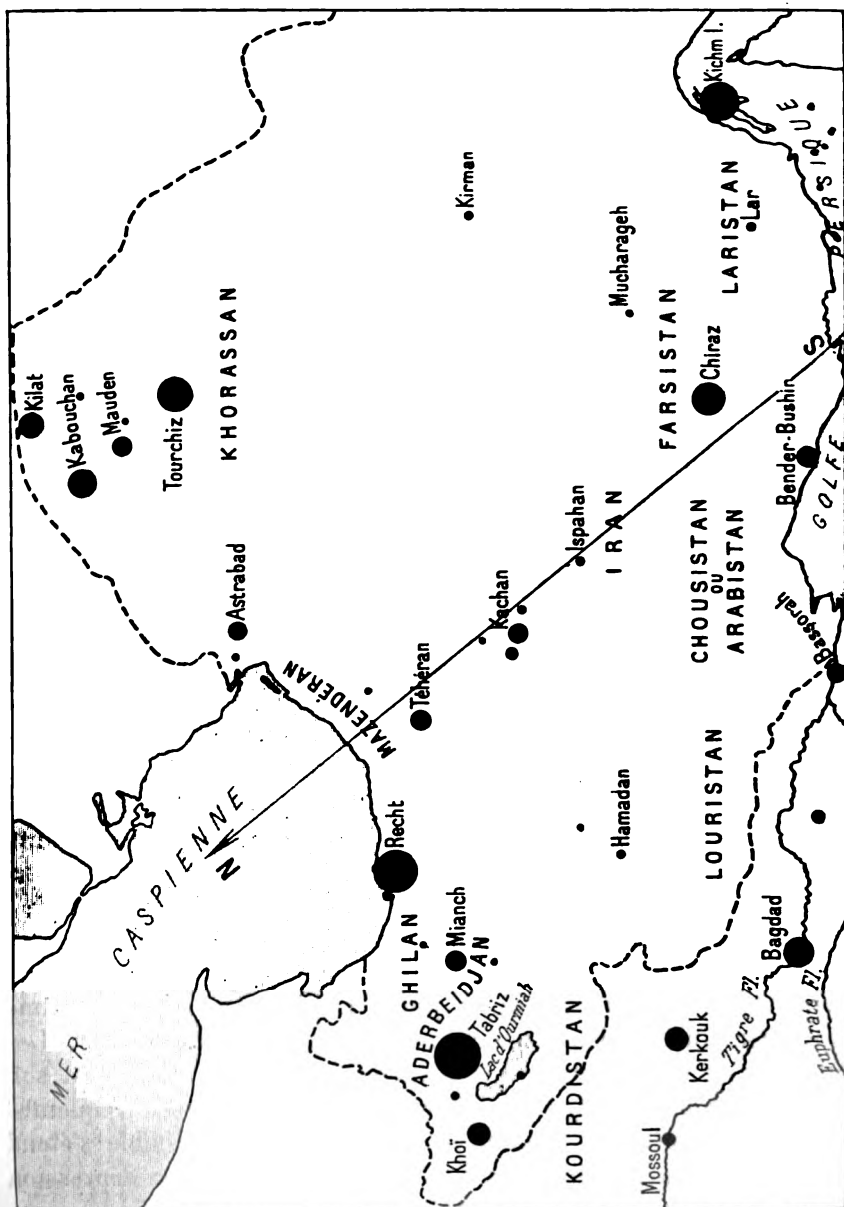 MER
CASPIENNE
N
Kilat
Kabouchan
Mauden
Tourchiz
KHORASSAN
Astrabad
MAZENDÉRAN
Téhéran
Recht
GHILAN
Mianch
ADERBEIDJAN
Tabriz
Lac d'Ourmiah
Khoï
KOURDISTAN
Kachan
Ispahan
IRAN
Kirman
Mucharageh
FARSISTAN
Chiraz
LARISTAN
Lar
Kichm I.
Hamadan
LOURISTAN
CHOUSISTAN
OU
ARABISTAN
Bender-Bushin
GOLFE
PERSIQUE
S
Bassorah
Bagdad
Kerkouk
Mossoul
Tigre Fl.
Euphrate Fl.